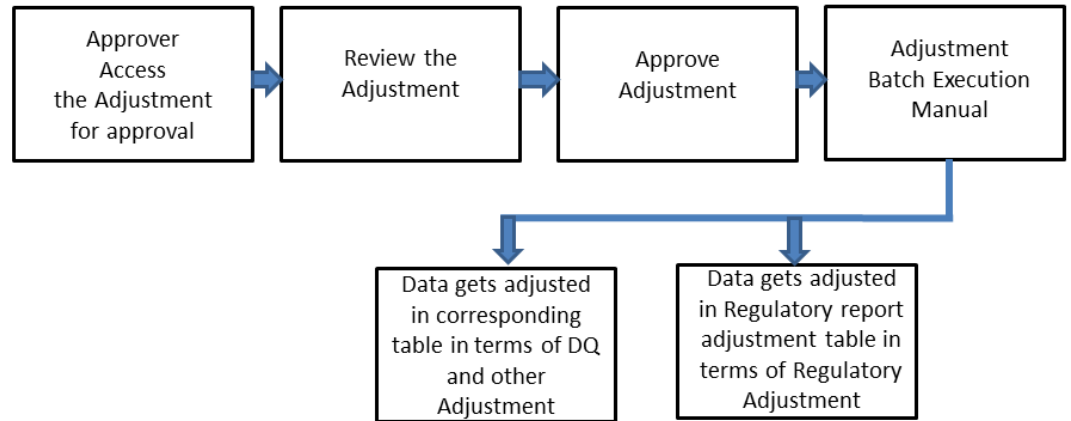 Approver
Access
the Adjustment
for approval
Review the
Adjustment
Approve
Adjustment
Adjustment
Batch Execution
Manual
Data gets adjusted
in corresponding
table in terms of DQ
and other
Adjustment
Data gets adjusted
in Regulatory report
adjustment table in
terms of Regulatory
Adjustment